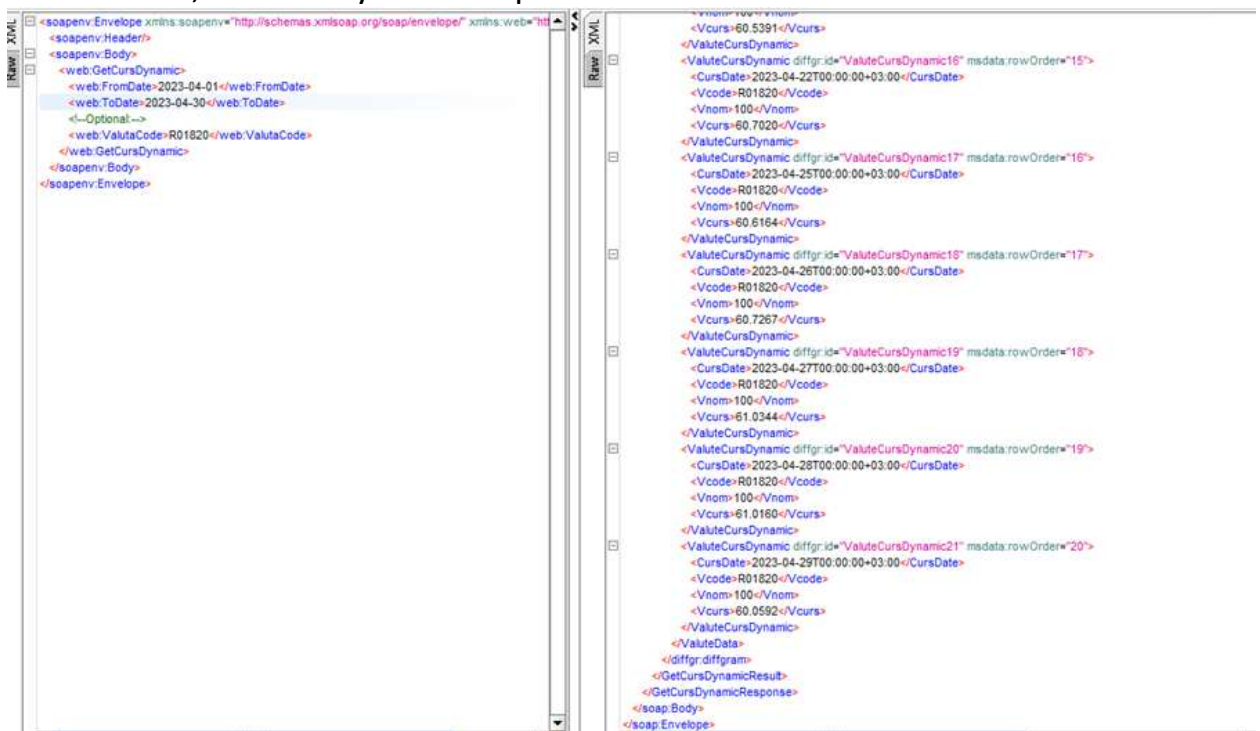 XML
Raw
<soapenv:Envelope xmlns:soapenv="http://schemas.xmlsoap.org/soap/envelope/" xmlns:web="htt
<soapenv:Header/>
<soapenv:Body>
<web:GetCursDynamic>
<web:FromDate>2023-04-01</web:FromDate>
<web:ToDate>2023-04-30</web:ToDate>
<!--Optional:-->
<web:ValutaCode>R01820</web:ValutaCode>
</web:GetCursDynamic>
</soapenv:Body>
</soapenv:Envelope>
XML
Raw
<Vnom>100</Vnom>
<Vcurs>60.5391</Vcurs>
</ValuteCursDynamic>
<ValuteCursDynamic diffgr:id="ValuteCursDynamic16" msdata:rowOrder="15">
<CursDate>2023-04-22T00:00:00+03:00</CursDate>
<Vcode>R01820</Vcode>
<Vnom>100</Vnom>
<Vcurs>60.7020</Vcurs>
</ValuteCursDynamic>
<ValuteCursDynamic diffgr:id="ValuteCursDynamic17" msdata:rowOrder="16">
<CursDate>2023-04-25T00:00:00+03:00</CursDate>
<Vcode>R01820</Vcode>
<Vnom>100</Vnom>
<Vcurs>60.6164</Vcurs>
</ValuteCursDynamic>
<ValuteCursDynamic diffgr:id="ValuteCursDynamic18" msdata:rowOrder="17">
<CursDate>2023-04-26T00:00:00+03:00</CursDate>
<Vcode>R01820</Vcode>
<Vnom>100</Vnom>
<Vcurs>60.7267</Vcurs>
</ValuteCursDynamic>
<ValuteCursDynamic diffgr:id="ValuteCursDynamic19" msdata:rowOrder="18">
<CursDate>2023-04-27T00:00:00+03:00</CursDate>
<Vcode>R01820</Vcode>
<Vnom>100</Vnom>
<Vcurs>61.0344</Vcurs>
</ValuteCursDynamic>
<ValuteCursDynamic diffgr:id="ValuteCursDynamic20" msdata:rowOrder="19">
<CursDate>2023-04-28T00:00:00+03:00</CursDate>
<Vcode>R01820</Vcode>
<Vnom>100</Vnom>
<Vcurs>61.0160</Vcurs>
</ValuteCursDynamic>
<ValuteCursDynamic diffgr:id="ValuteCursDynamic21" msdata:rowOrder="20">
<CursDate>2023-04-29T00:00:00+03:00</CursDate>
<Vcode>R01820</Vcode>
<Vnom>100</Vnom>
<Vcurs>60.0592</Vcurs>
</ValuteCursDynamic>
</ValuteData>
</diffgr:diffgram>
</GetCursDynamicResult>
</GetCursDynamicResponse>
</soap:Body>
</soap:Envelope>